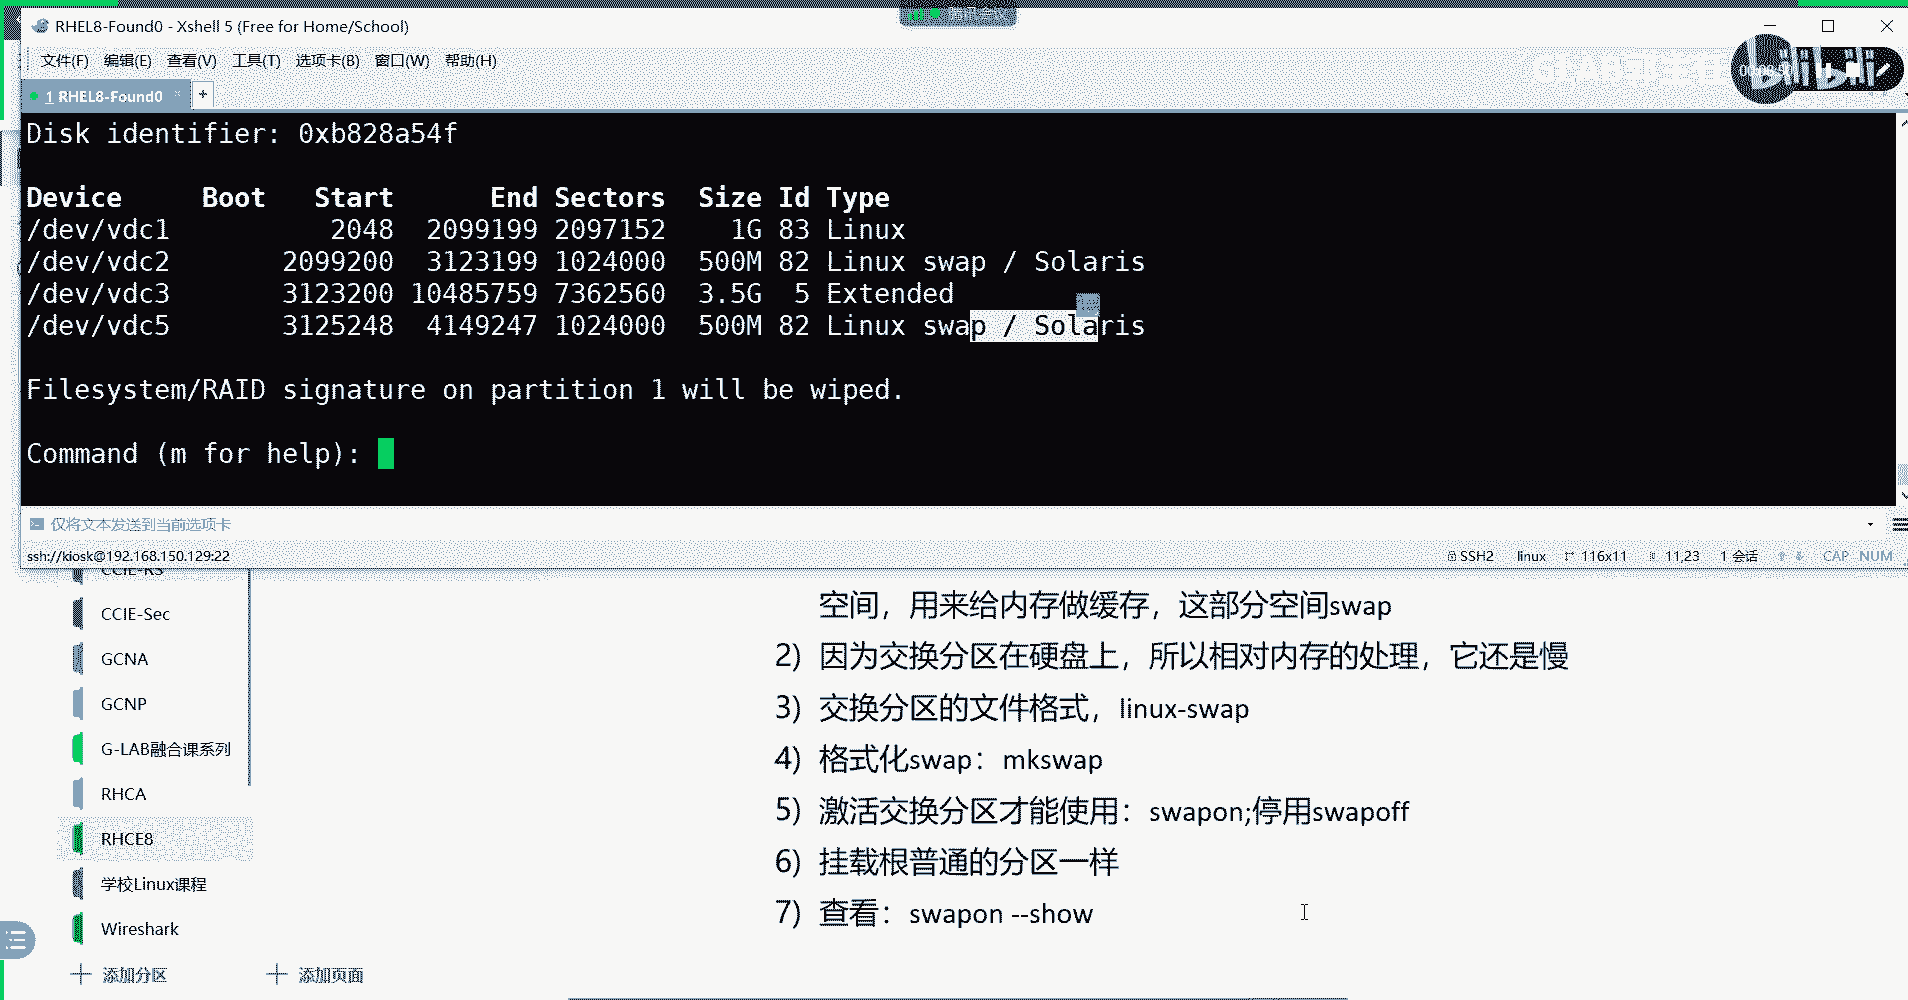 RHEL8-Found0 - Xshell 5 (Free for Home/School)
文件(F) 编辑(E) 查看(V) 工具(T) 选项卡(B) 窗口(W) 帮助(H)
1 RHEL8-Found0 × +
Disk identifier: 0xb828a54f
Device Boot Start End Sectors Size Id Type
/dev/vdc1 2048 2099199 2097152 1G 83 Linux
/dev/vdc2 2099200 3123199 1024000 500M 82 Linux swap / Solaris
/dev/vdc3 3123200 10485759 7362560 3.5G 5 Extended
/dev/vdc5 3125248 4149247 1024000 500M 82 Linux swap / Solaris
Filesystem/RAID signature on partition 1 will be wiped.
Command (m for help):
仅将文本发送到当前选项卡
ssh://kiosk@192.168.150.129:22 SSH2 linux 116x11 11,23 1 会话 CAP NUM
CCIE-RS
CCIE-Sec
GCNA
GCNP
G-LAB融合课系列
RHCA
RHCE8
学校Linux课程
Wireshark
添加分区 添加页面
空间，用来给内存做缓存，这部分空间swap
2) 因为交换分区在硬盘上，所以相对内存的处理，它还是慢
3) 交换分区的文件格式，linux-swap
4) 格式化swap：mkswap
5) 激活交换分区才能使用：swapon;停用swapoff
6) 挂载根普通的分区一样
7) 查看：swapon --show
bilibili